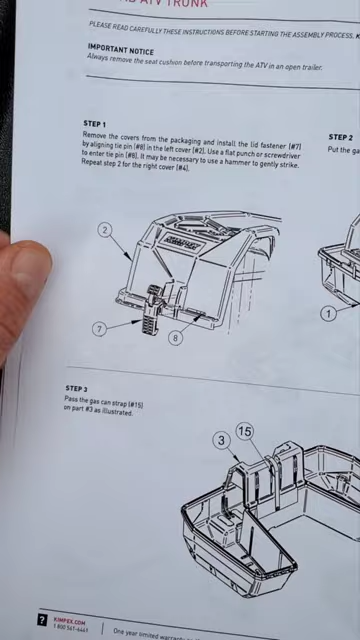 ATV TRUNK
PLEASE READ CAREFULLY THESE INSTRUCTIONS BEFORE STARTING THE ASSEMBLY PROCESS.
IMPORTANT NOTICE
Always remove the seat cushion before transporting the ATV in an open trailer.
STEP 1
Remove the covers from the packaging and install the lid fastener (#7)
by aligning tie pin (#8) in the left cover (#2). Use a flat punch or screwdriver
to enter tie pin (#8). It may be necessary to use a hammer to gently strike.
Repeat step 2 for the right cover (#4).
STEP 2
Put the ga
2
7
8
1
STEP 3
Pass the gas can strap (#15)
on part #3 as illustrated.
3
15
?
KIMPEX.COM
1 800 561-4441
One year limited warranty